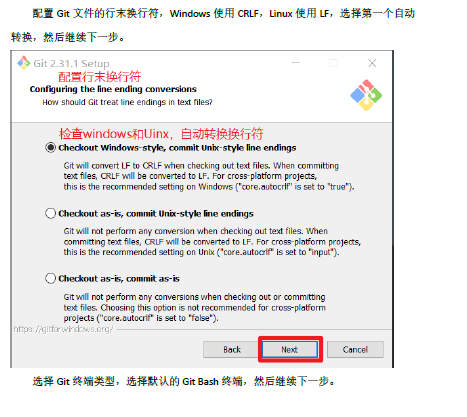 配置 Git 文件的行末换行符，Windows 使用 CRLF，Linux 使用 LF，选择第一个自动
转换，然后继续下一步。
Git 2.31.1 Setup
配置行末换行符
Configuring the line ending conversions
How should Git treat line endings in text files?
检查windows和Uinx，自动转换换行符
Checkout Windows-style, commit Unix-style line endings
Git will convert LF to CRLF when checking out text files. When committing
text files, CRLF will be converted to LF. For cross-platform projects,
this is the recommended setting on Windows ("core.autocrlf" is set to "true").
Checkout as-is, commit Unix-style line endings
Git will not perform any conversion when checking out text files. When
committing text files, CRLF will be converted to LF. For cross-platform projects,
this is the recommended setting on Unix ("core.autocrlf" is set to "input").
Checkout as-is, commit as-is
Git will not perform any conversions when checking out or committing
text files. Choosing this option is not recommended for cross-platform
projects ("core.autocrlf" is set to "false").
https://gitforwindows.org/
Back Next Cancel
选择 Git 终端类型，选择默认的 Git Bash 终端，然后继续下一步。